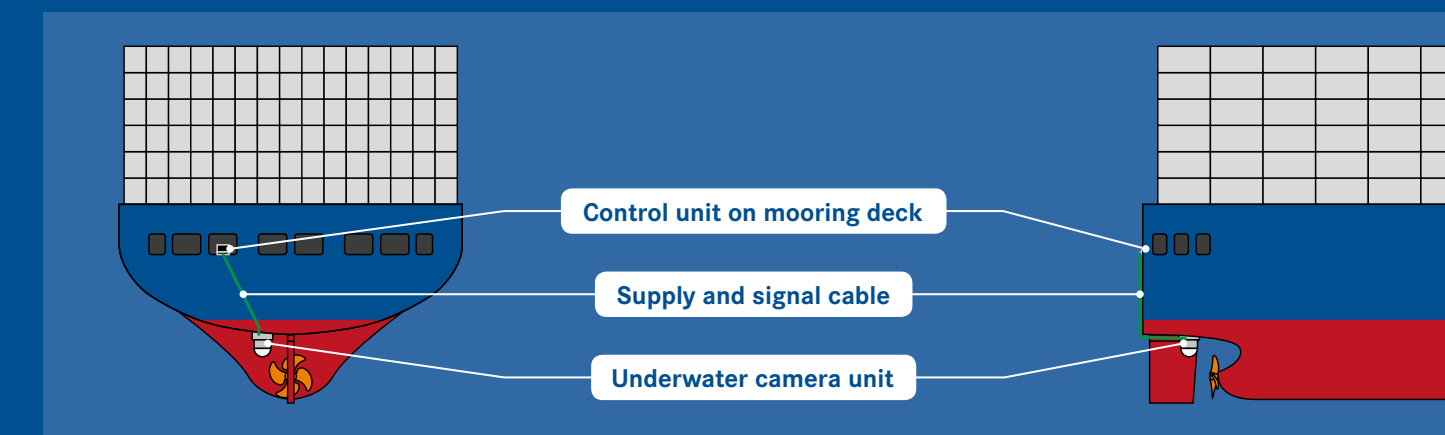 Control unit on mooring deck
Supply and signal cable
Underwater camera unit